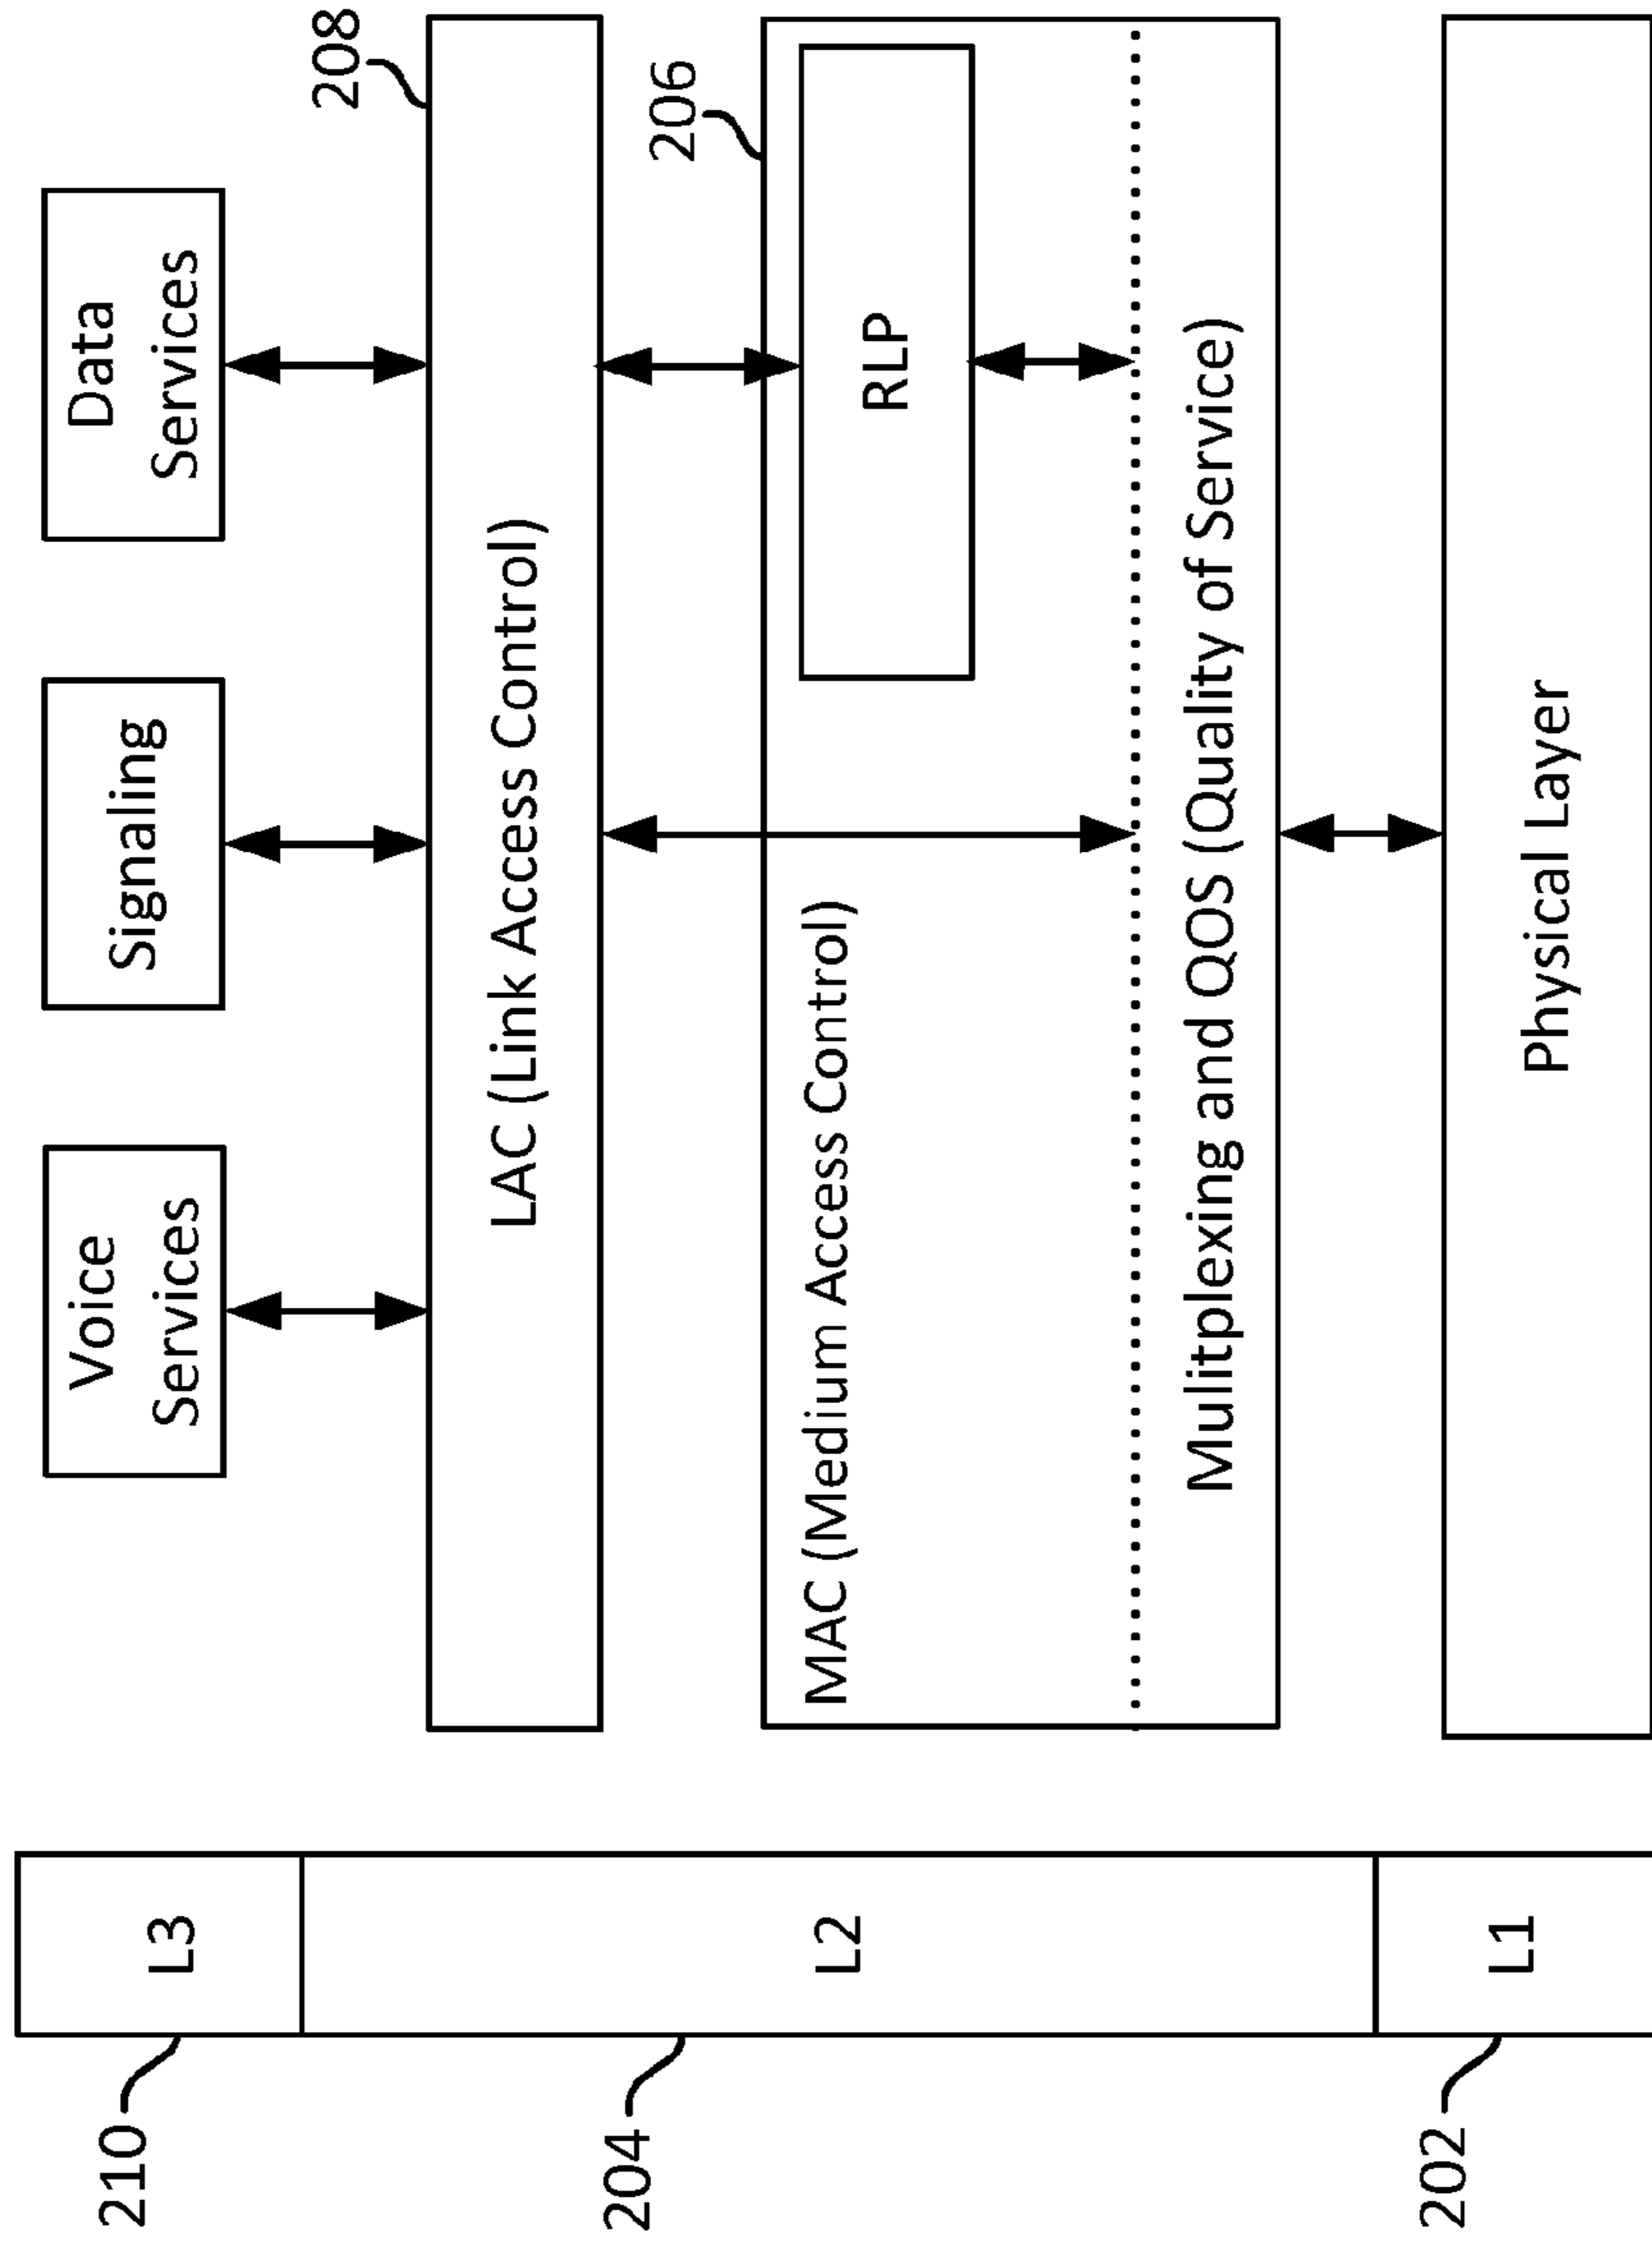 210
L3
204
L2
202
L1
Voice
Services
Signaling
Data
Services
208
LAC (Link Access Control)
206
MAC (Medium Access Control)
RLP
Mulitplexing and QOS (Quality of Service)
Physical Layer